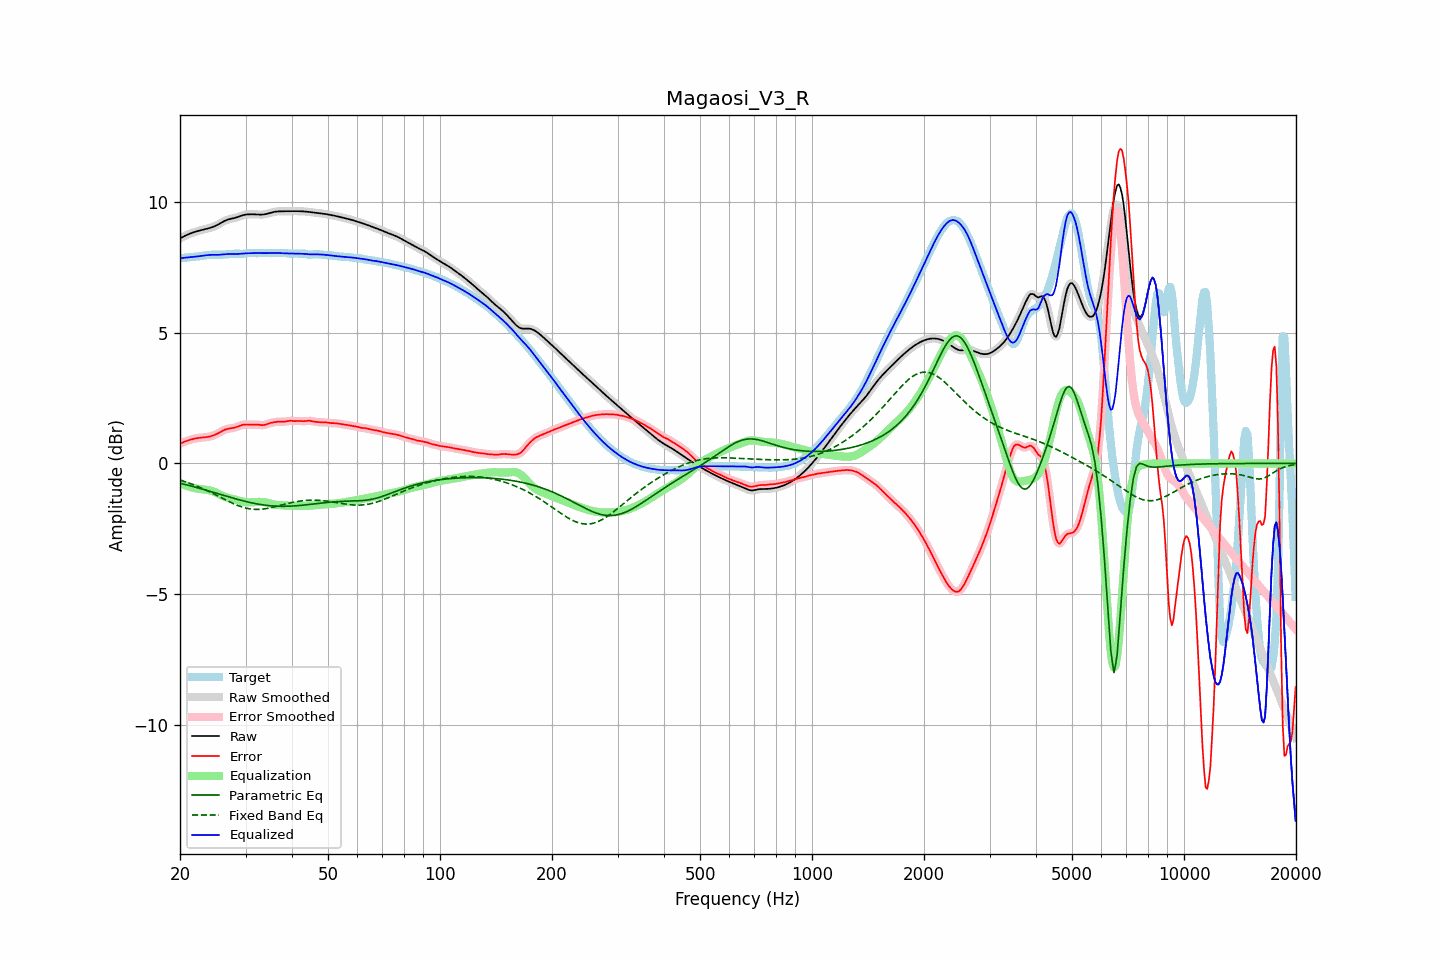 Magaosi_V3_R
Amplitude (dBr)
10
5
0
−5
−10
Target
Raw Smoothed
Error Smoothed
Raw
Error
Equalization
Parametric Eq
Fixed Band Eq
Equalized
20 50 100 200 500 1000 2000 5000 10000 20000
Frequency (Hz)